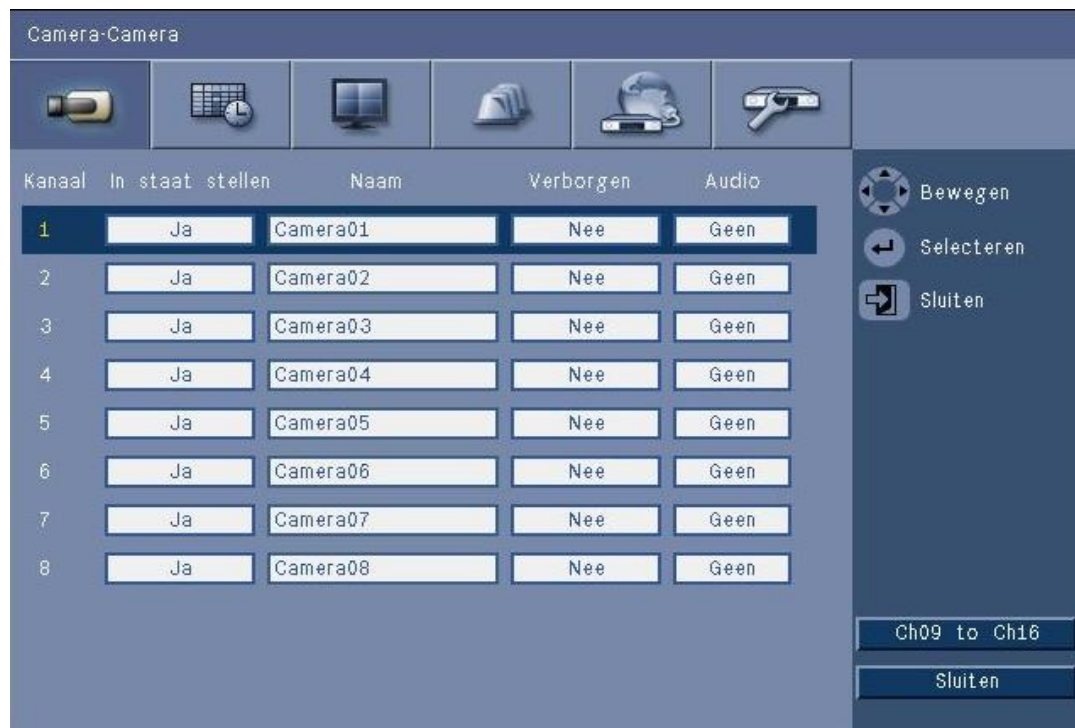 Camera-Camera
Kanaal In staat stellen Naam Verborgen Audio
1 Ja Camera01 Nee Geen
2 Ja Camera02 Nee Geen
3 Ja Camera03 Nee Geen
4 Ja Camera04 Nee Geen
5 Ja Camera05 Nee Geen
6 Ja Camera06 Nee Geen
7 Ja Camera07 Nee Geen
8 Ja Camera08 Nee Geen
Bewegen
Selecteren
Sluiten
Ch09 to Ch16
Sluiten